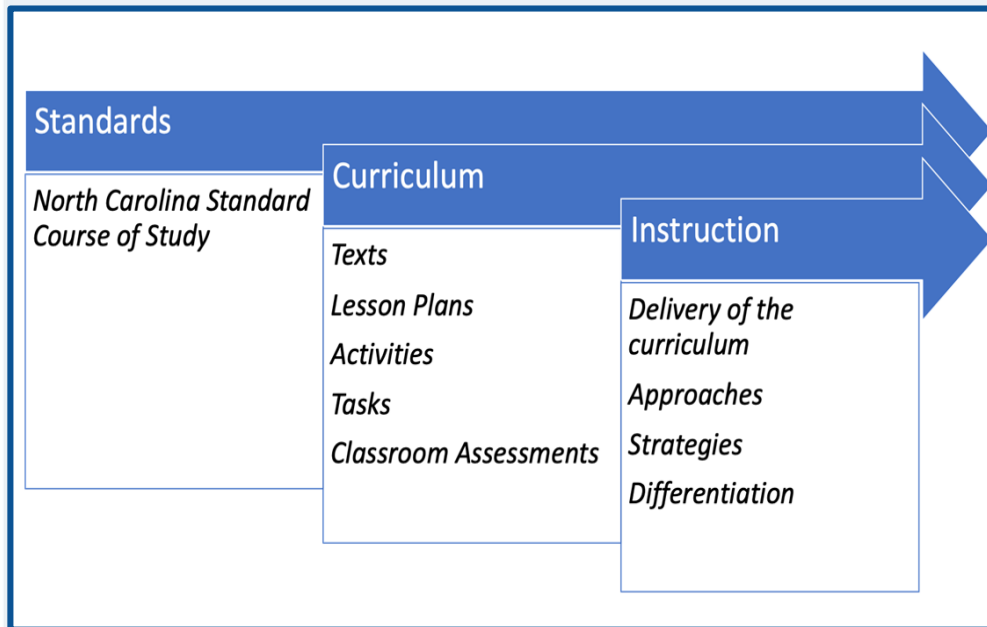 Standards
North Carolina Standard
Course of Study
Curriculum
Texts
Lesson Plans
Activities
Tasks
Classroom Assessments
Instruction
Delivery of the
curriculum
Approaches
Strategies
Differentiation